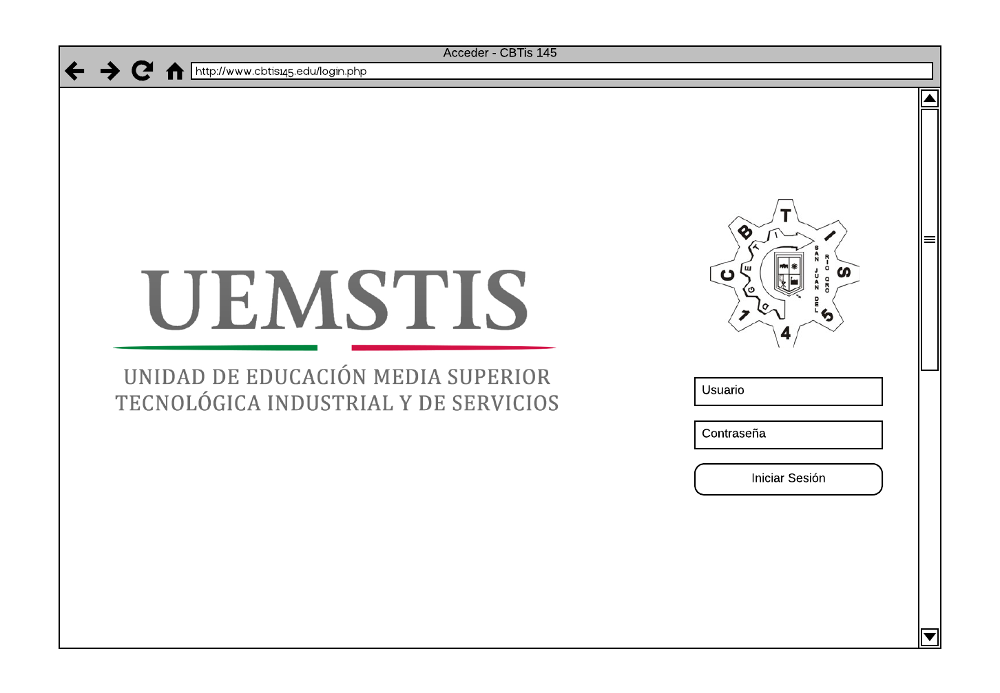 Acceder - CBTis 145
http://www.cbtis145.edu/login.php
UEMSTIS
UNIDAD DE EDUCACIÓN MEDIA SUPERIOR
TECNOLÓGICA INDUSTRIAL Y DE SERVICIOS
CBTIS
145
DGETI
SAN JUAN DEL
RIO QRO
Usuario
Contraseña
Iniciar Sesión